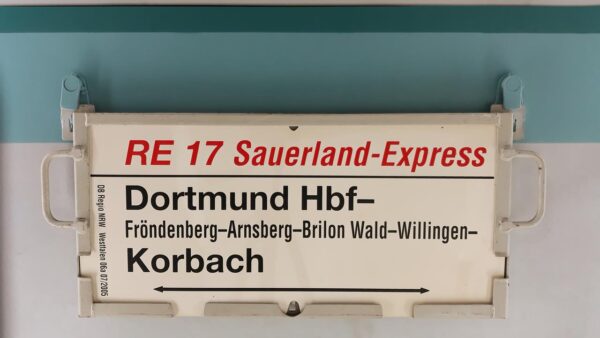 RE 17 Sauerland-Express
Dortmund Hbf–
Fröndenberg–Arnsberg–Brilon Wald–Willingen–
Korbach
DB Regio NRW Westfalen 06a 07/2005